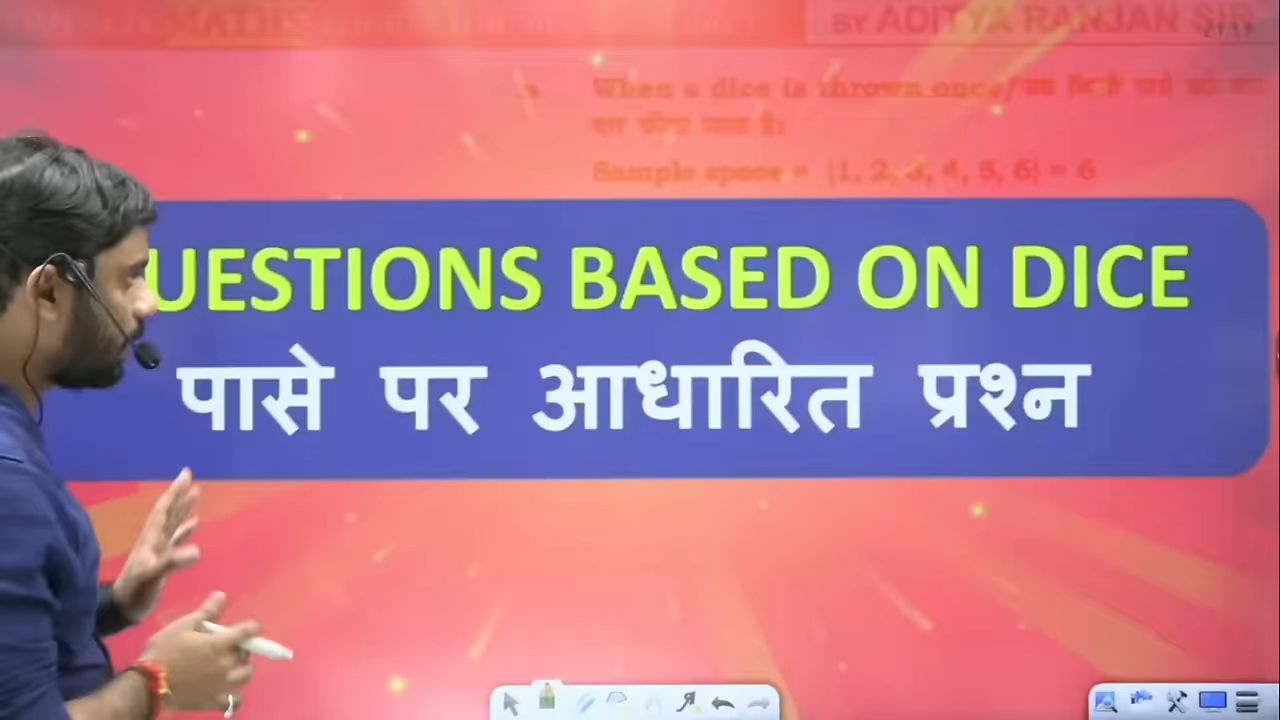 MATHS
BY ADITYA RANJAN SIR
When a dice is thrown once/
Sample space = {1, 2, 3, 4, 5, 6} = 6
UESTIONS BASED ON DICE
पासे पर आधारित प्रश्न